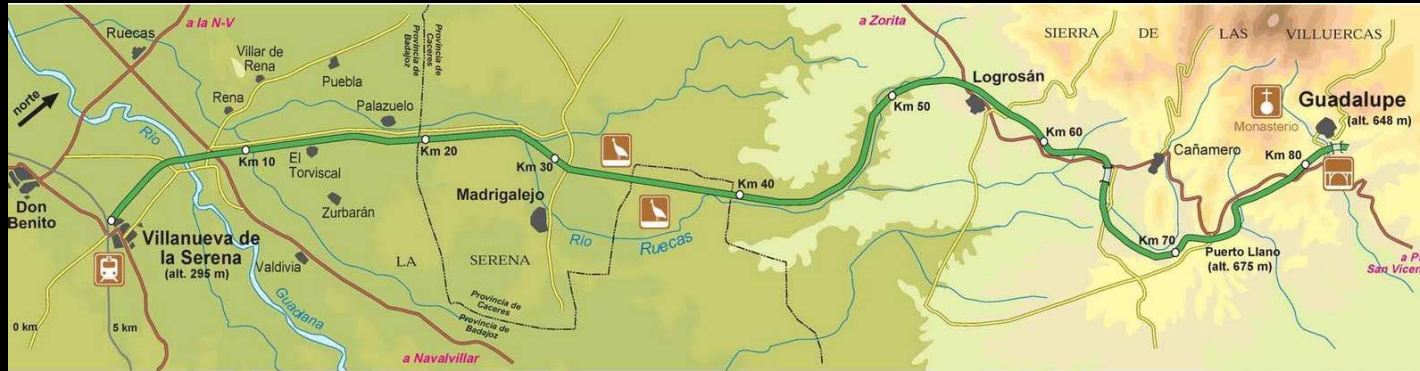 a la N-V
Ruecas
norte
Villar de
Rena
Puebla
Rena
Palazuelo
Provincia de
Caceres
Provincia de
Badajoz
a Zorita
SIERRA DE LAS VILLUERCAS
Logrosán
Km 50
Km 60
Monasterio
Guadalupe
(alt. 648 m)
Km 80
Cañamero
Río
Km 10
El
Torviscal
Km 20
Km 30
Km 40
Don
Benito
Zurbarán
Madrigalejo
Villanueva de
la Serena
(alt. 295 m)
Valdivia
Guadiana
LA SERENA
Río Ruecas
Km 70
Puerto Llano
(alt. 675 m)
San Vicen
Provincia de
Caceres
Provincia de
Badajoz
0 km
5 km
a Navalvillar